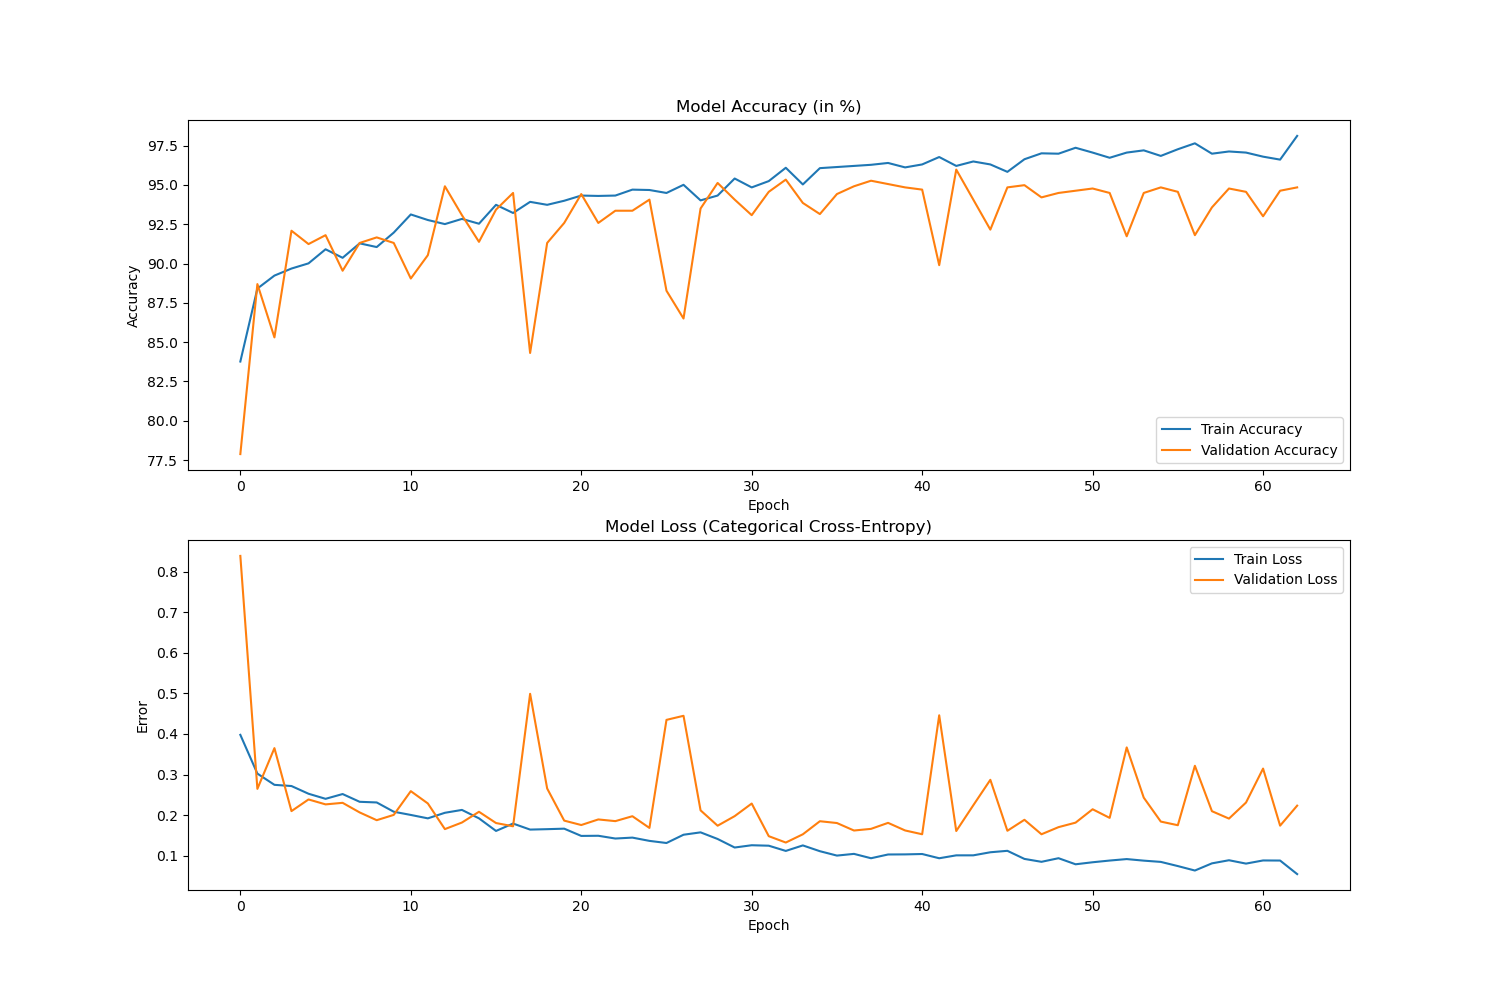 Model Accuracy (in %)
97.5
95.0
92.5
90.0
87.5
85.0
82.5
80.0
77.5
Accuracy
Train Accuracy
Validation Accuracy
0 10 20 30 40 50 60
Epoch
Model Loss (Categorical Cross-Entropy)
0.8
0.7
0.6
0.5
0.4
0.3
0.2
0.1
Error
Train Loss
Validation Loss
0 10 20 30 40 50 60
Epoch